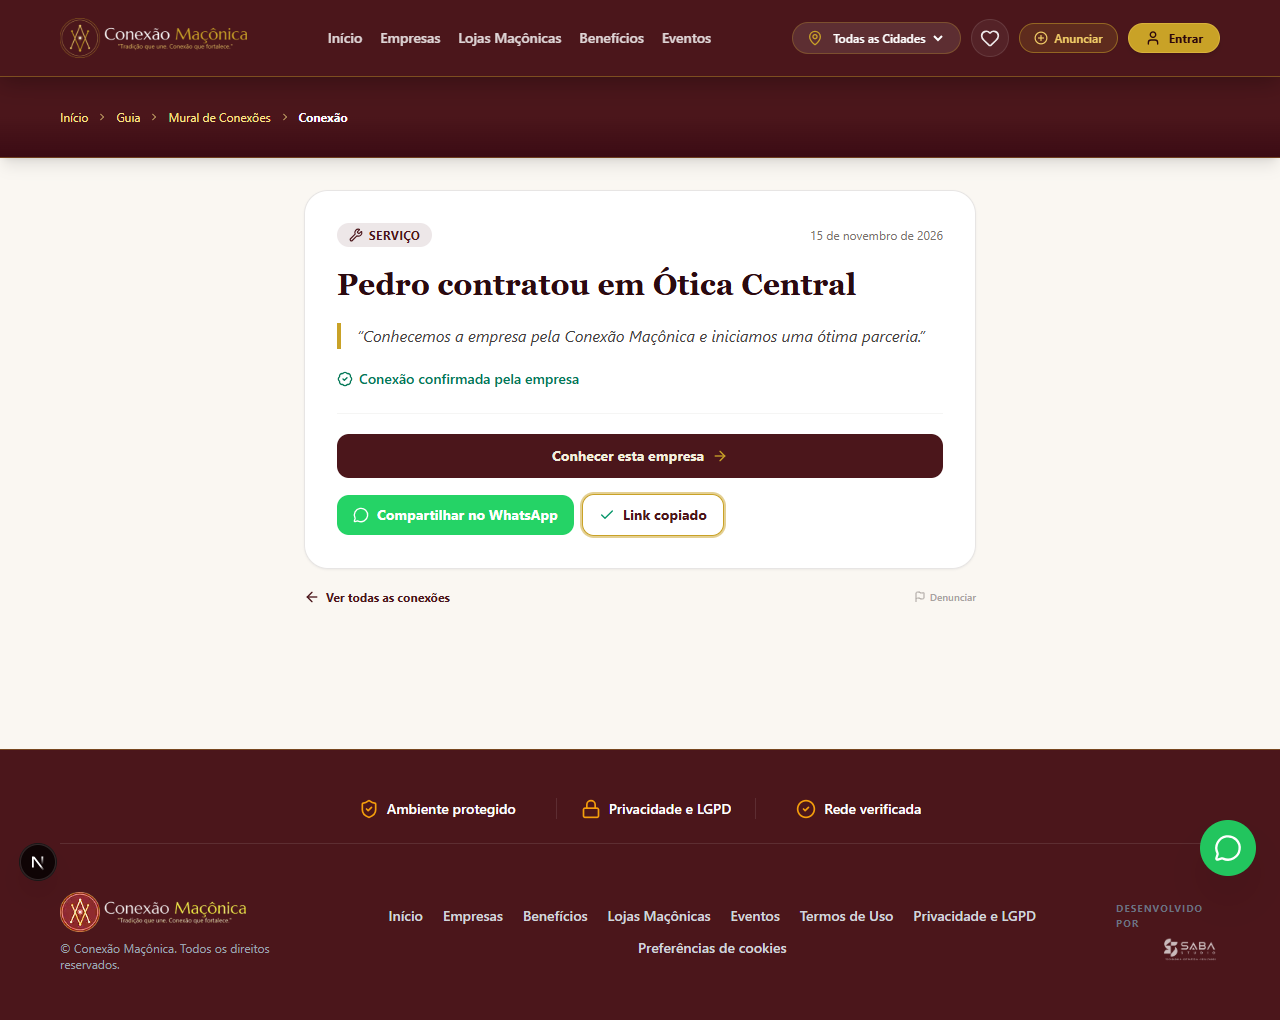 Conexão Maçônica
"Tradição que une. Conexão que fortalece."
Início
Empresas
Lojas Maçônicas
Benefícios
Eventos
Todas as Cidades
Anunciar
Entrar
Início
Guia
Mural de Conexões
Conexão
SERVIÇO
15 de novembro de 2026
Pedro contratou em Ótica Central
“Conhecemos a empresa pela Conexão Maçônica e iniciamos uma ótima parceria.”
Conexão confirmada pela empresa
Conhecer esta empresa
Compartilhar no WhatsApp
Link copiado
Ver todas as conexões
Denunciar
Ambiente protegido
Privacidade e LGPD
Rede verificada
N
Conexão Maçônica
"Tradição que une. Conexão que fortalece."
© Conexão Maçônica. Todos os direitos
reservados.
Início
Empresas
Benefícios
Lojas Maçônicas
Eventos
Termos de Uso
Privacidade e LGPD
Preferências de cookies
DESENVOLVIDO
POR
SABA
STUDIO